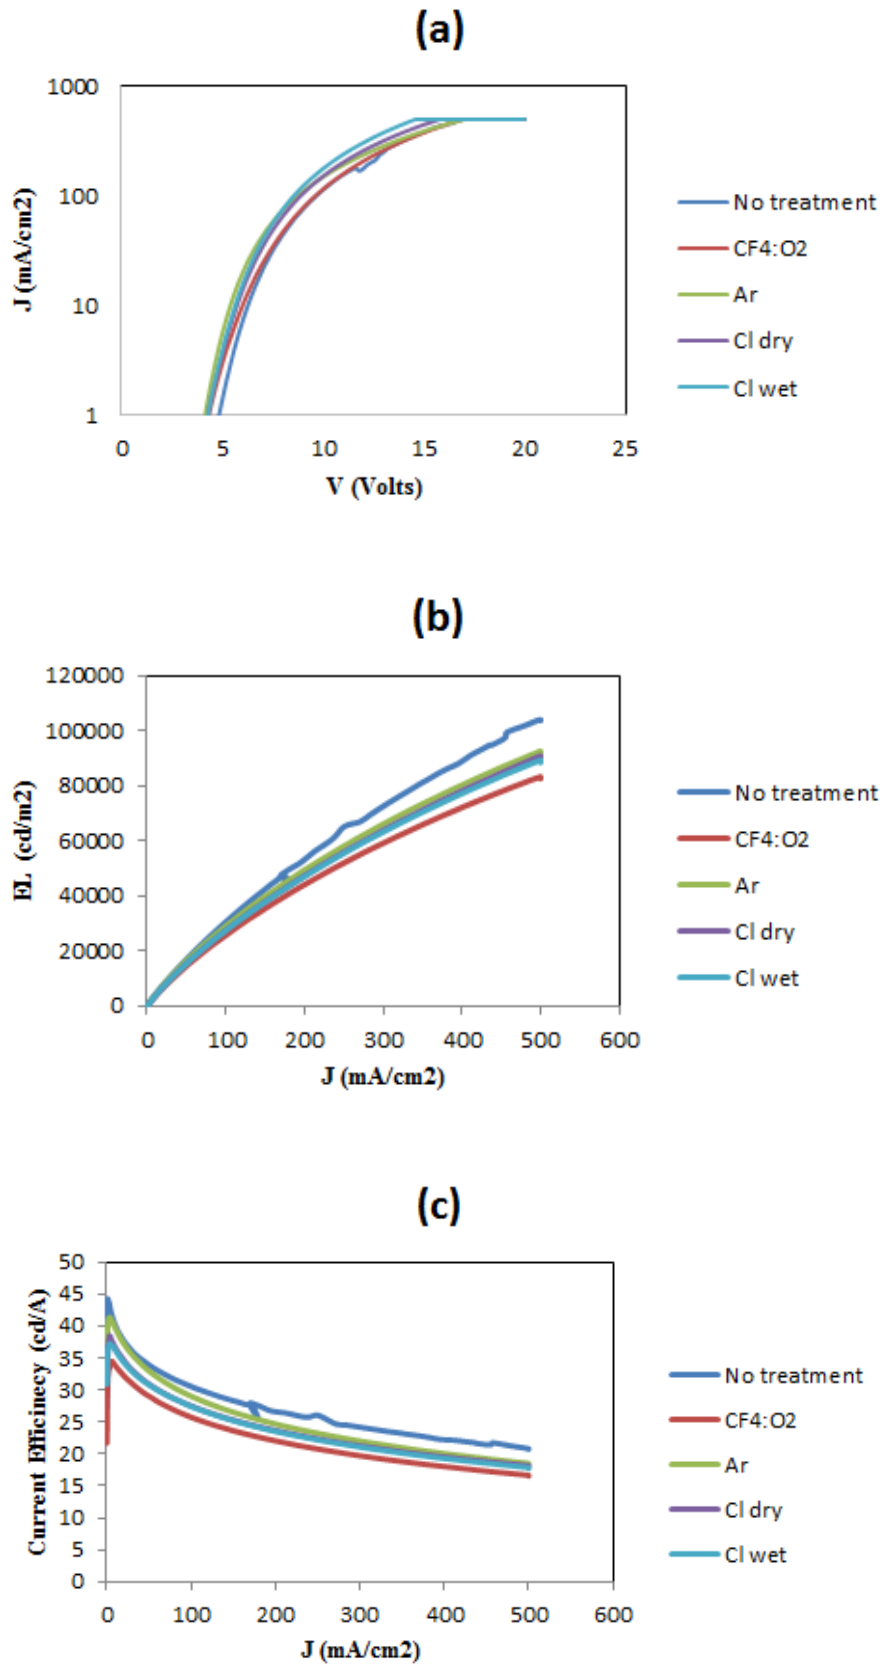 (a)
J (mA/cm2)
1000
100
10
1
0 5 10 15 20 25
V (Volts)
No treatment
CF4:O2
Ar
Cl dry
Cl wet
(b)
EL (cd/m2)
120000
100000
80000
60000
40000
20000
0
0 100 200 300 400 500 600
J (mA/cm2)
No treatment
CF4:O2
Ar
Cl dry
Cl wet
(c)
Current Efficinecy (cd/A)
50
45
40
35
30
25
20
15
10
5
0
0 100 200 300 400 500 600
J (mA/cm2)
No treatment
CF4:O2
Ar
Cl dry
Cl wet